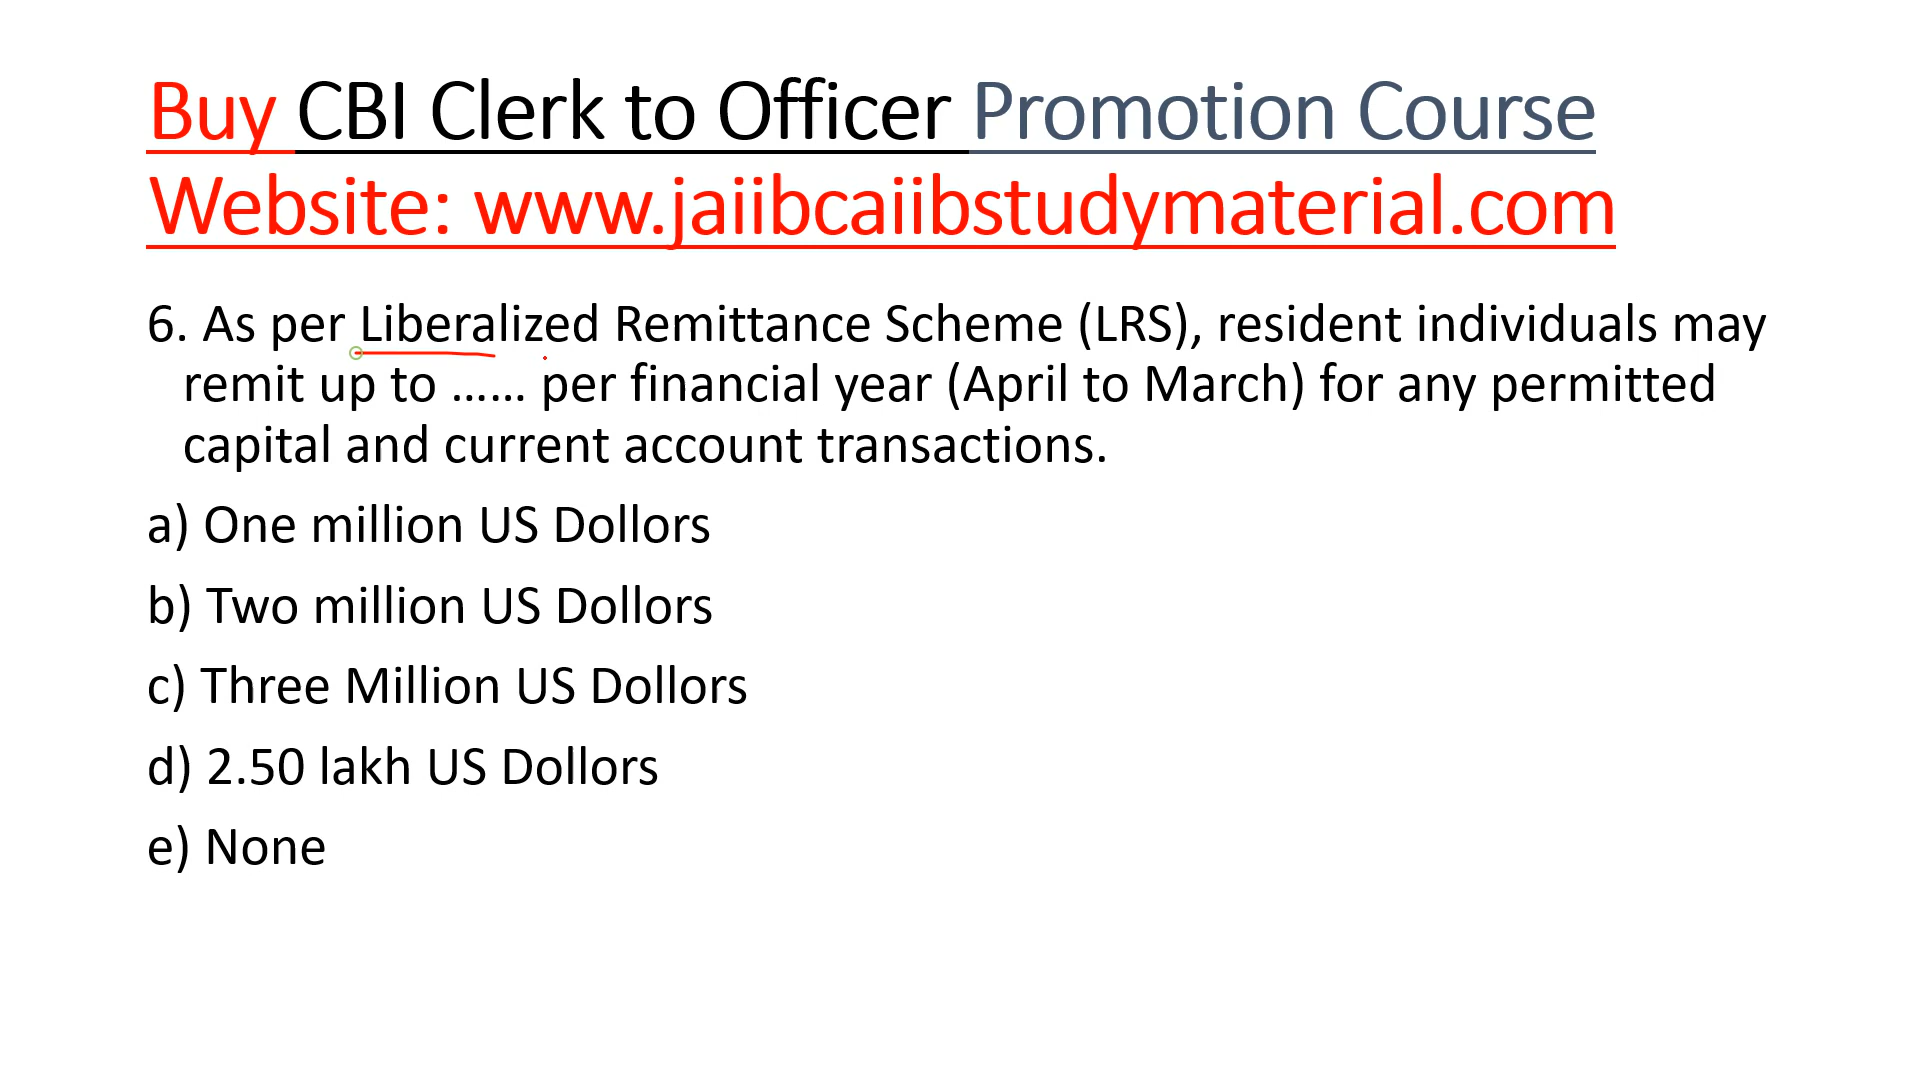 Buy CBI Clerk to Officer Promotion Course
Website: www.jaiibcaiibstudymaterial.com
6. As per Liberalized Remittance Scheme (LRS), resident individuals may
remit up to …… per financial year (April to March) for any permitted
capital and current account transactions.
a) One million US Dollors
b) Two million US Dollors
c) Three Million US Dollors
d) 2.50 lakh US Dollors
e) None